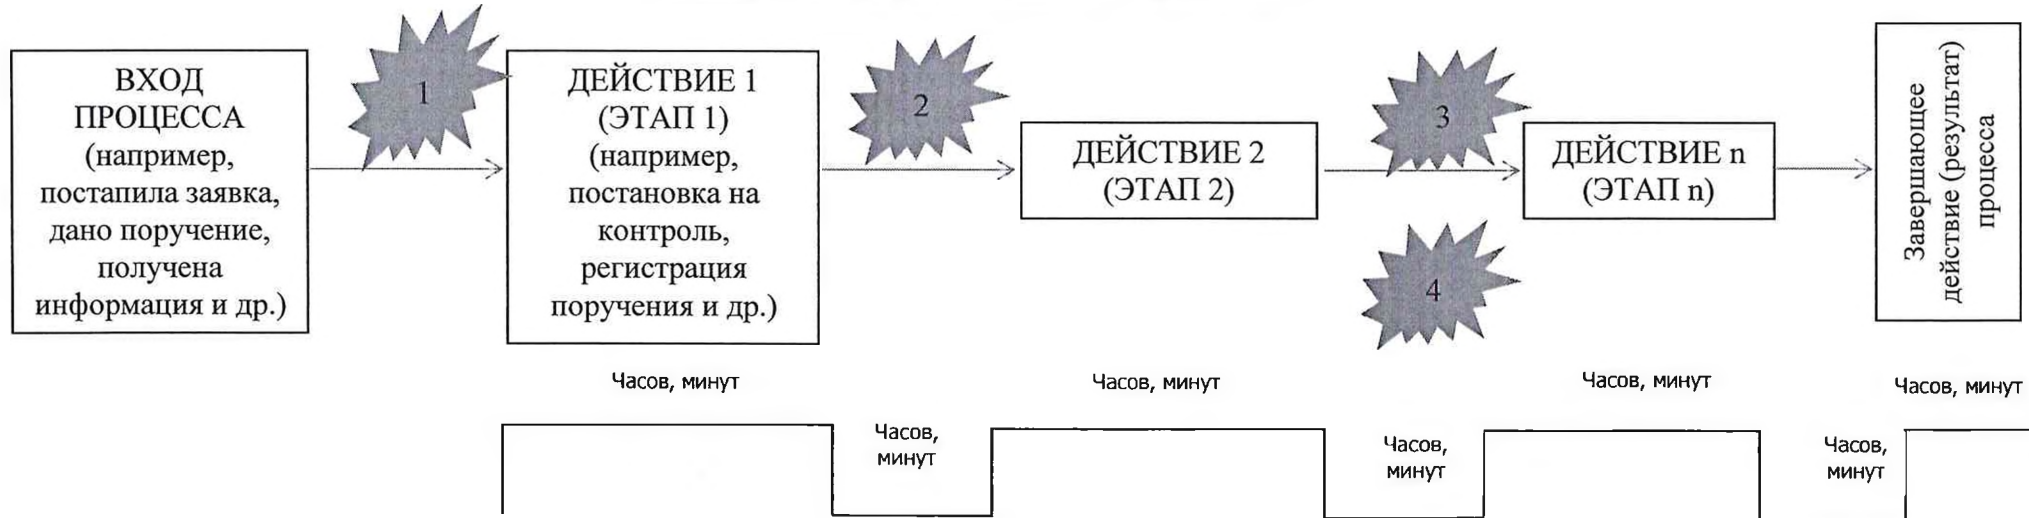 ВХОД
ПРОЦЕССА
(например,
постапила заявка,
дано поручение,
получена
информация и др.)
1
ДЕЙСТВИЕ 1
(ЭТАП 1)
(например,
постановка на
контроль,
регистрация
поручения и др.)
2
ДЕЙСТВИЕ 2
(ЭТАП 2)
3
4
ДЕЙСТВИЕ n
(ЭТАП n)
Завершающее
действие (результат)
процесса
Часов, минут
Часов, минут
Часов, минут
Часов, минут
Часов,
минут
Часов,
минут
Часов,
минут